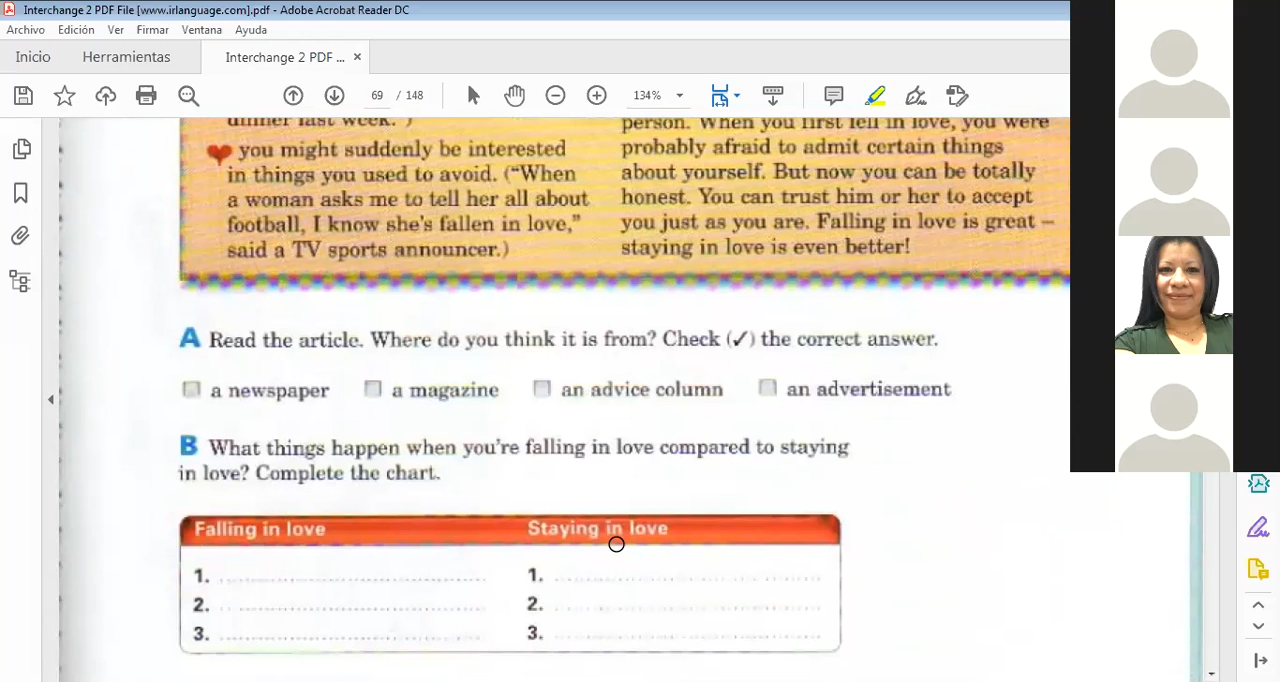 Interchange 2 PDF File [www.irlanguage.com].pdf - Adobe Acrobat Reader DC
Archivo Edición Ver Firmar Ventana Ayuda
Inicio Herramientas Interchange 2 PDF ... ×
69 / 148 134%
dinner last week.")
you might suddenly be interested
in things you used to avoid. ("When
a woman asks me to tell her all about
football, I know she's fallen in love,"
said a TV sports announcer.)
person. When you first fell in love, you were
probably afraid to admit certain things
about yourself. But now you can be totally
honest. You can trust him or her to accept
you just as you are. Falling in love is great –
staying in love is even better!
A Read the article. Where do you think it is from? Check (✓) the correct answer.
a newspaper a magazine an advice column an advertisement
B What things happen when you're falling in love compared to staying
in love? Complete the chart.
Falling in love Staying in love
1. 1.
2. 2.
3. 3.